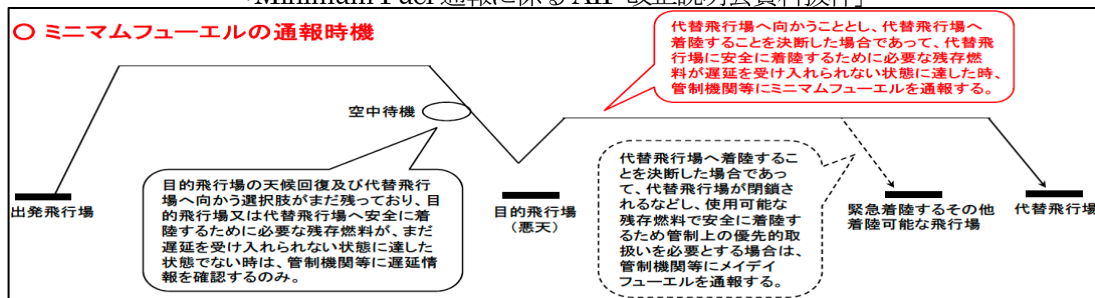 「Minimum Fuel 通報に係る AIP 改正説明会資料抜粋」
○ ミニマムフューエルの通報時機
代替飛行場へ向かうこととし、代替飛行場へ
着陸することを決断した場合であって、代替飛
行場に安全に着陸するために必要な残存燃
料が遅延を受け入れられない状態に達した時、
管制機関等にミニマムフューエルを通報する。
空中待機
目的飛行場の天候回復及び代替飛行
場へ向かう選択肢がまだ残っており、目
的飛行場又は代替飛行場へ安全に着
陸するために必要な残存燃料が、まだ
遅延を受け入れられない状態に達した
状態でない時は、管制機関等に遅延情
報を確認するのみ。
代替飛行場へ着陸するこ
とを決断した場合であっ
て、代替飛行場が閉鎖さ
れるなどし、使用可能な
残存燃料で安全に着陸す
るため管制上の優先的取
扱いを必要とする場合は、
管制機関等にメイデイ
フューエルを通報する。
出発飛行場
目的飛行場
(悪天)
緊急着陸するその他
着陸可能な飛行場
代替飛行場